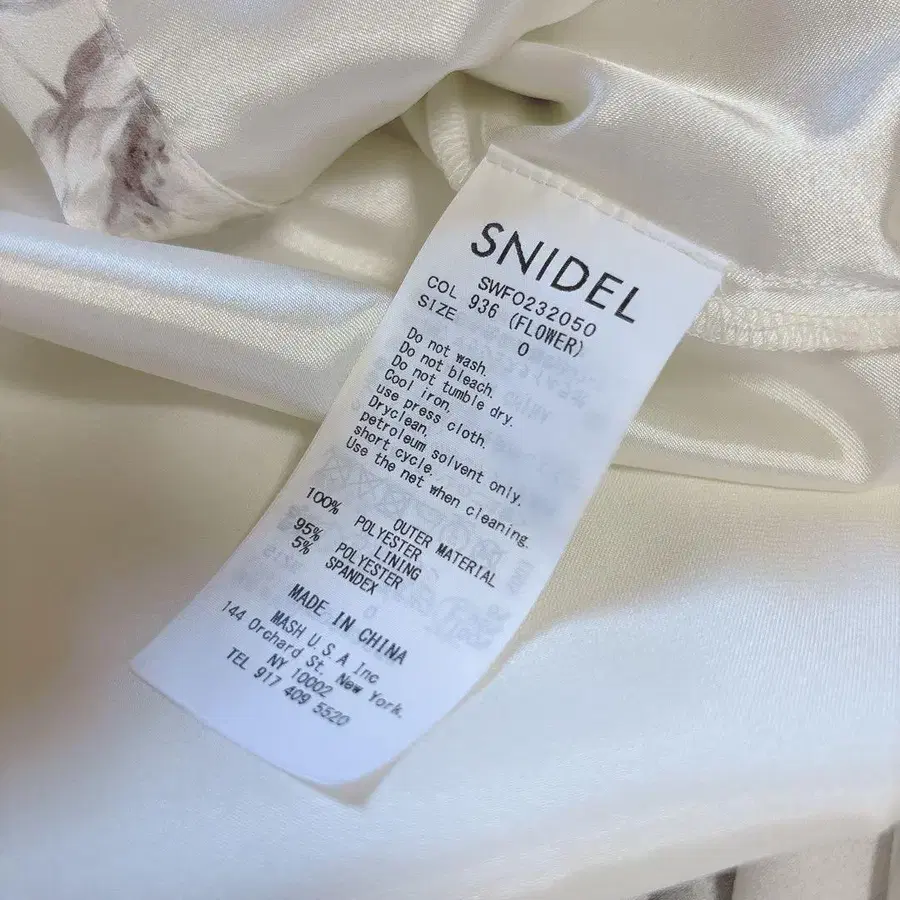 SNIDEL
SWFO232050
COL 936 (FLOWER)
SIZE 0
Do not wash.
Do not bleach.
Do not tumble dry.
Cool iron,
use press cloth.
Dryclean,
petroleum solvent only.
short cycle.
Use the net when cleaning.
OUTER MATERIAL
100% POLYESTER
LINING
95% POLYESTER
5% SPANDEX
MADE IN CHINA
MASH U.S.A Inc
144 Orchard St. New York.
NY 10002
TEL 917 409 5520